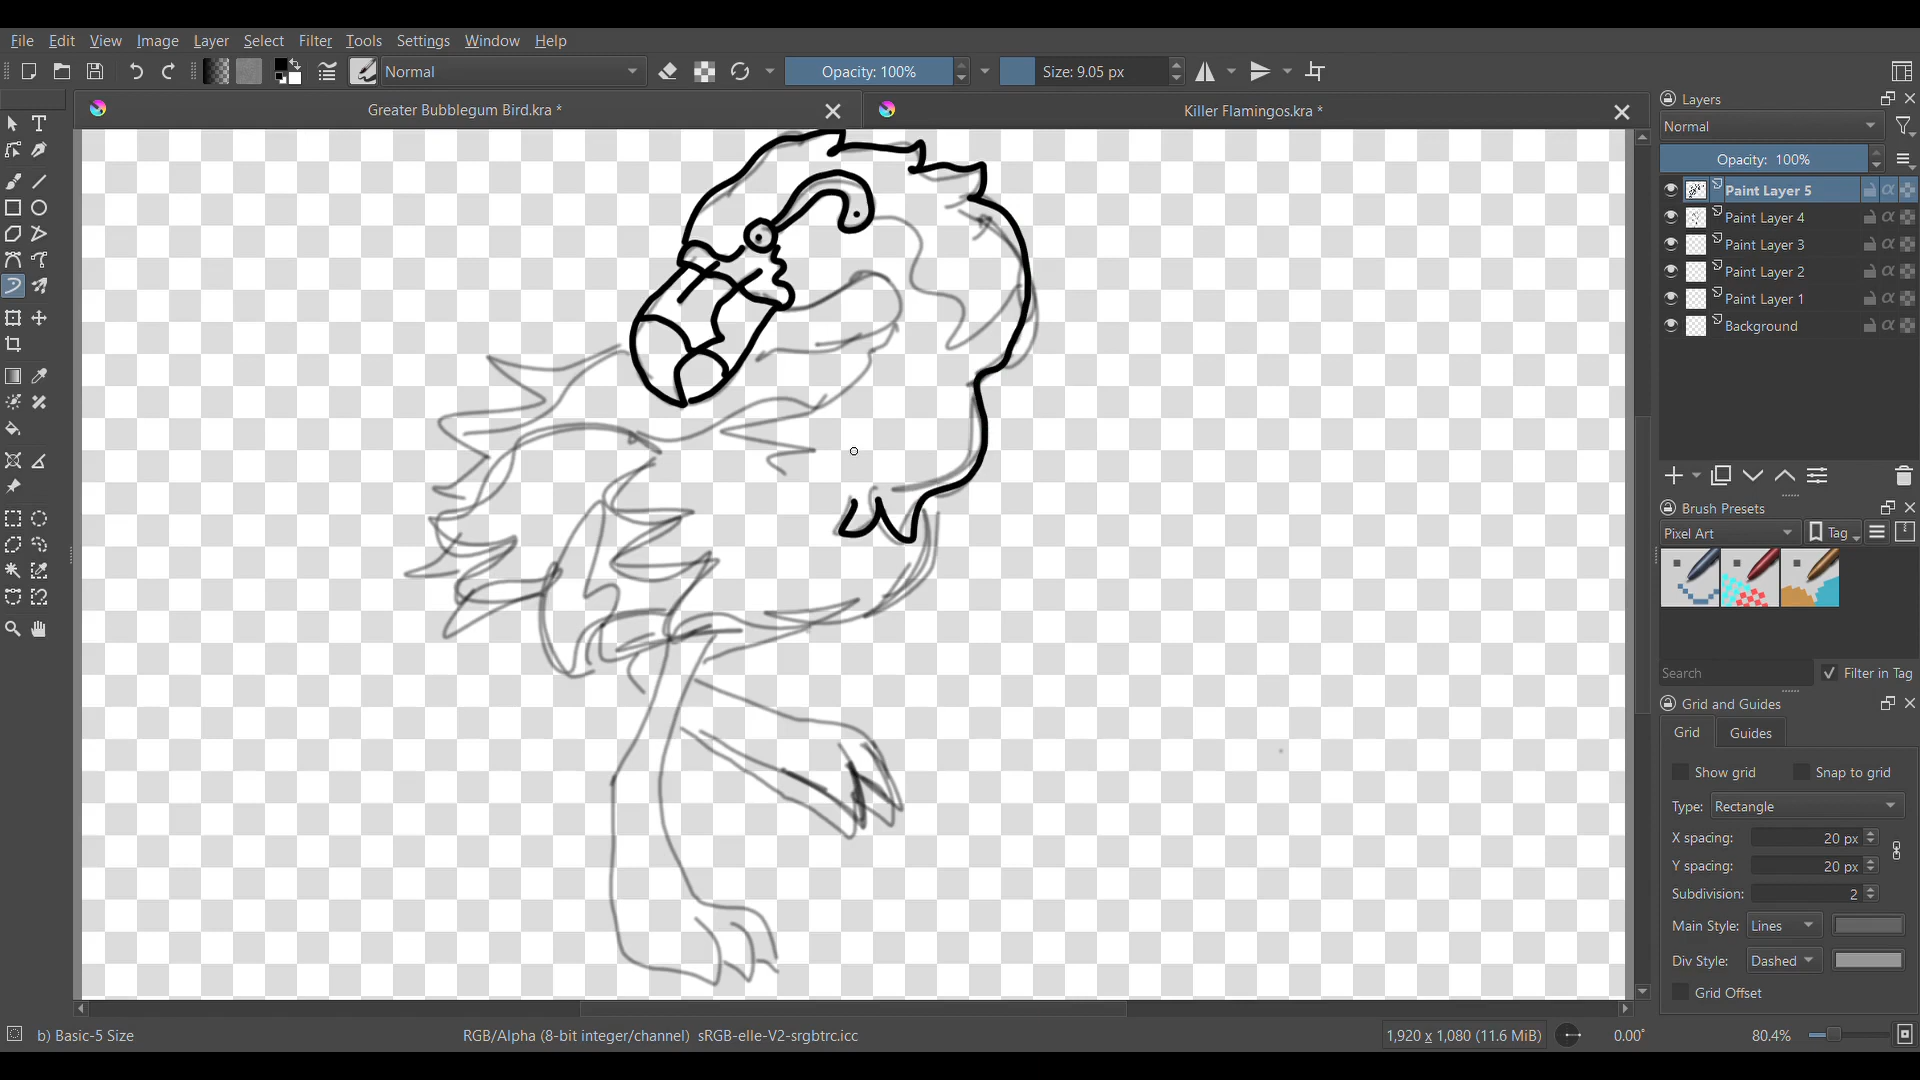 File Edit View Image Layer Select Filter Tools Settings Window Help
Normal Opacity: 100% Size: 9.05 px
Greater Bubblegum Bird.kra * Killer Flamingos.kra *
Layers
Normal
Opacity: 100%
Paint Layer 5
Paint Layer 4
Paint Layer 3
Paint Layer 2
Paint Layer 1
Background
Brush Presets
Pixel Art Tag
Search Filter in Tag
Grid and Guides
Grid Guides
Show grid Snap to grid
Type: Rectangle
X spacing: 20 px
Y spacing: 20 px
Subdivision: 2
Main Style: Lines
Div Style: Dashed
Grid Offset
b) Basic-5 Size RGB/Alpha (8-bit integer/channel) sRGB-elle-V2-srgbtrc.icc 1,920 x 1,080 (11.6 MiB) 0.00° 80.4%